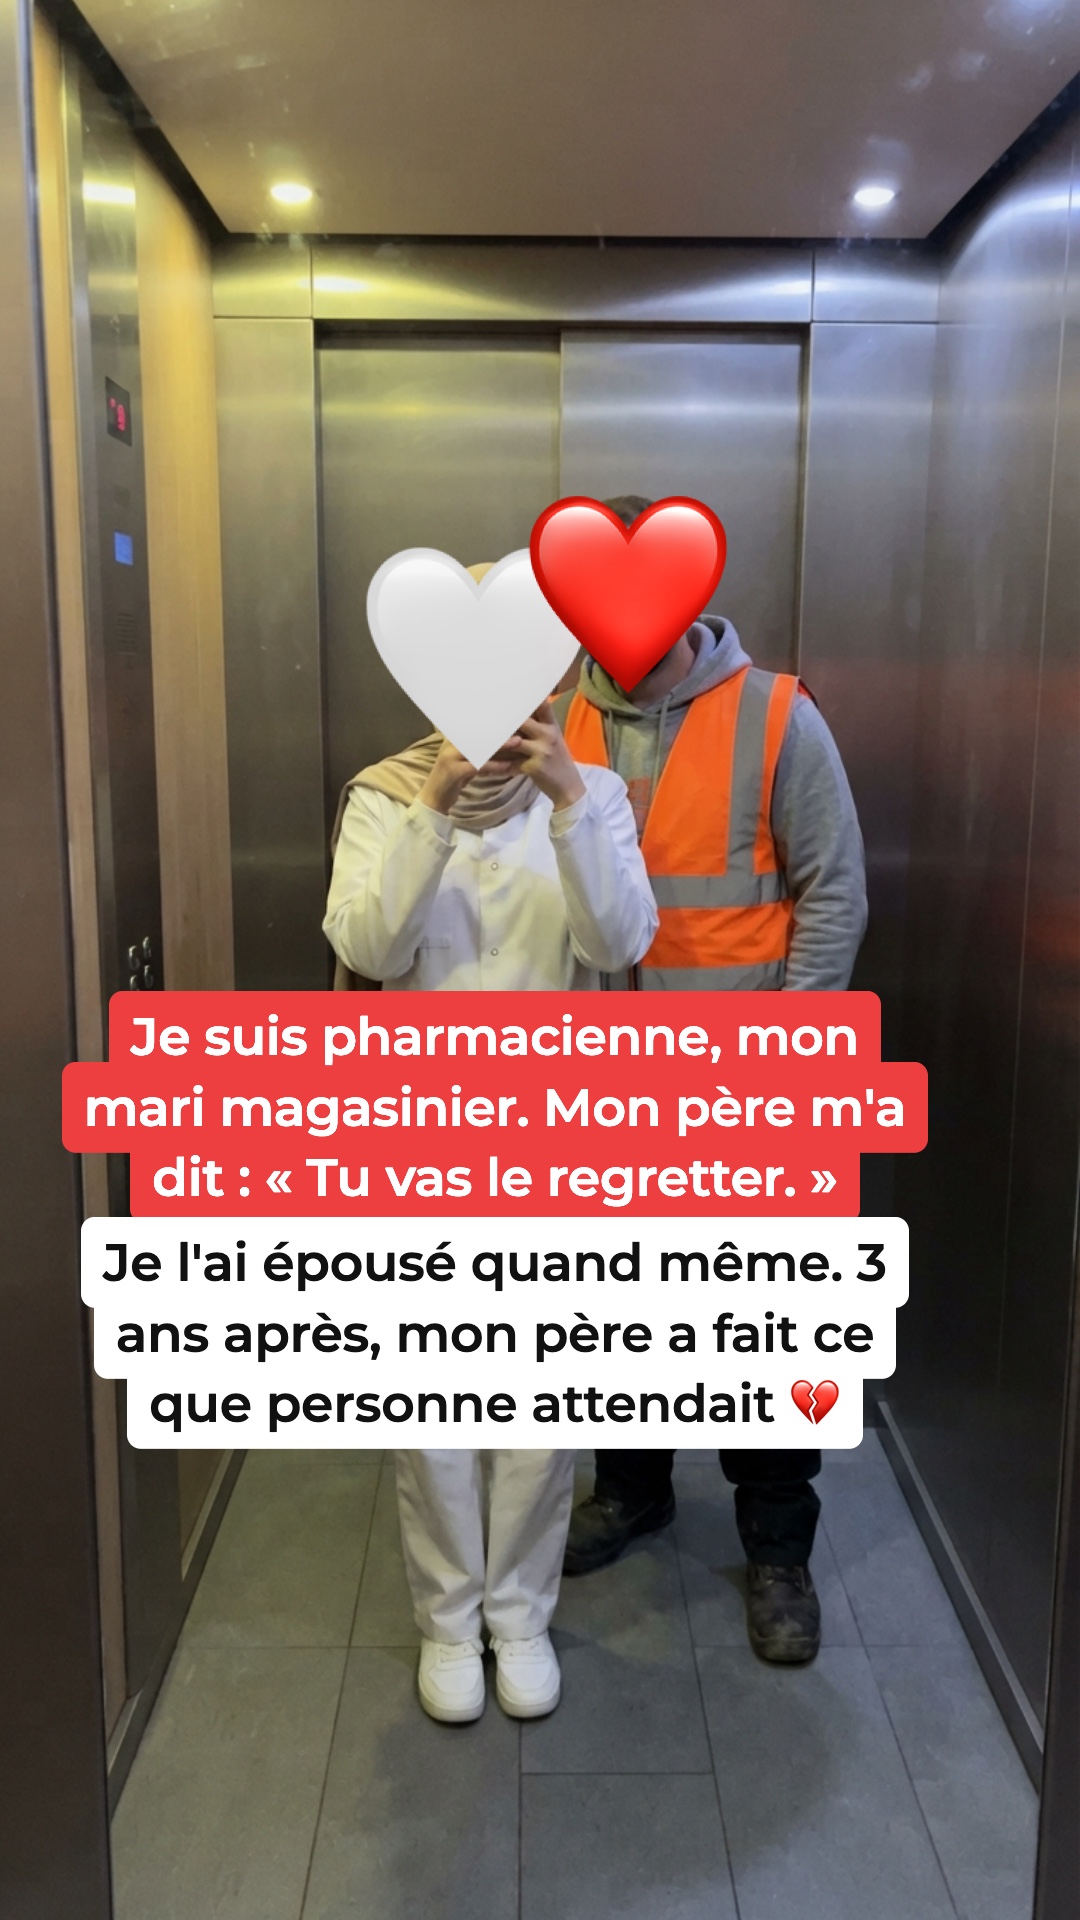 Je suis pharmacienne, mon
mari magasinier. Mon père m'a
dit : « Tu vas le regretter. »
Je l'ai épousé quand même. 3
ans après, mon père a fait ce
que personne attendait 💔